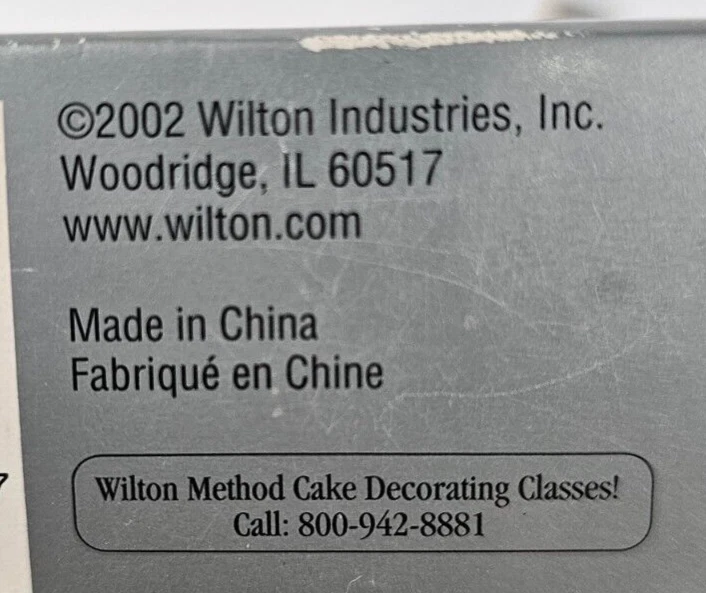 ©2002 Wilton Industries, Inc.
Woodridge, IL 60517
www.wilton.com
Made in China
Fabriqué en Chine
Wilton Method Cake Decorating Classes!
Call: 800-942-8881